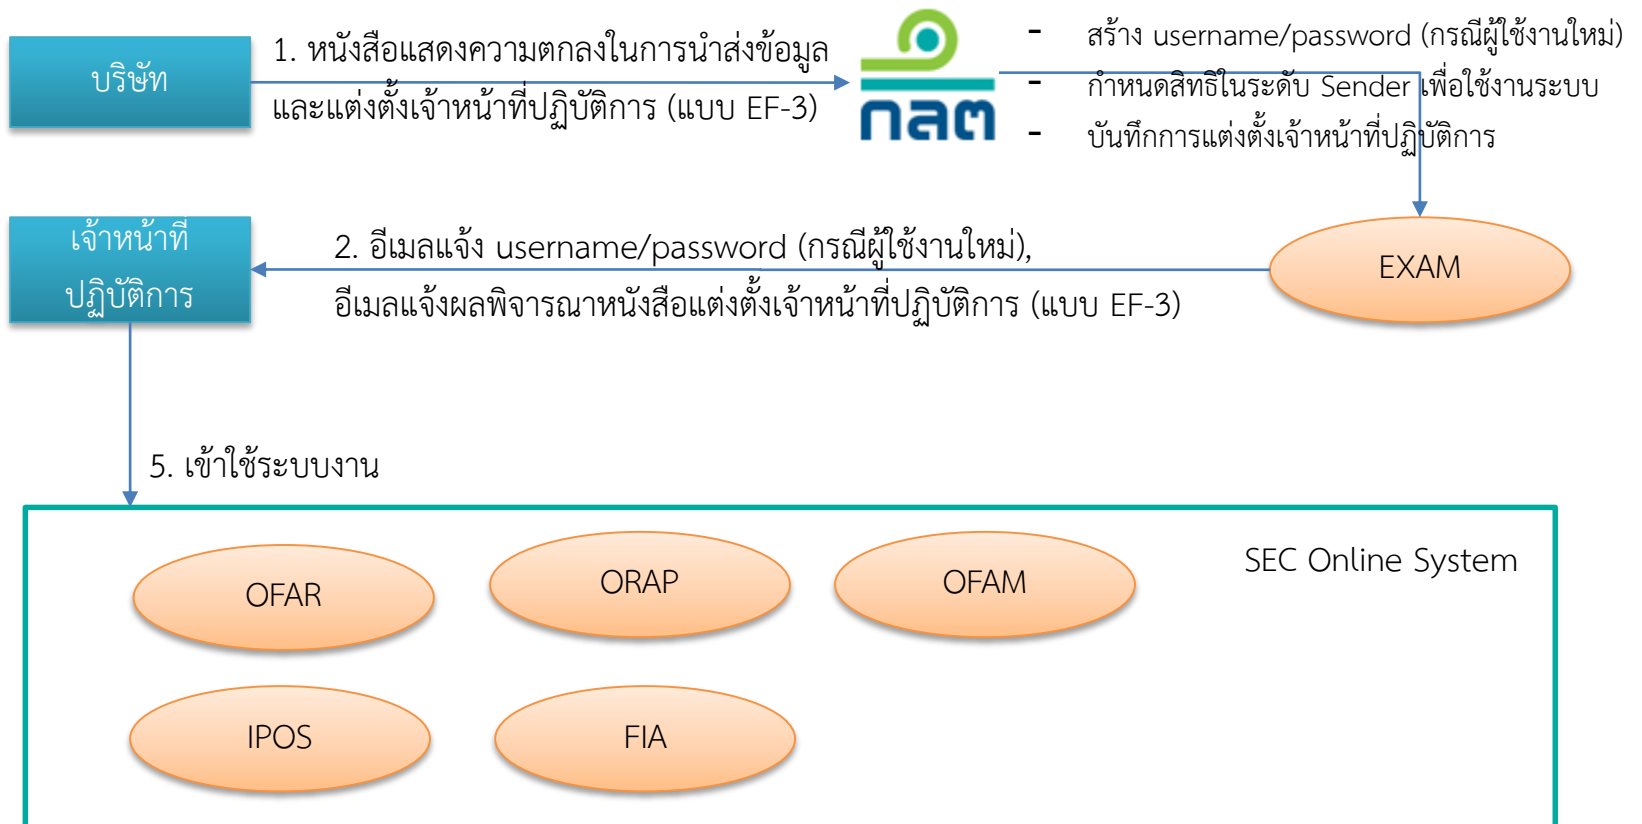 บริษัท
1. หนังสือแสดงความตกลงในการนำส่งข้อมูล
และแต่งตั้งเจ้าหน้าที่ปฏิบัติการ (แบบ EF-3)
กลต
- สร้าง username/password (กรณีผู้ใช้งานใหม่)
- กำหนดสิทธิในระดับ Sender เพื่อใช้งานระบบ
- บันทึกการแต่งตั้งเจ้าหน้าที่ปฏิบัติการ
เจ้าหน้าที่
ปฏิบัติการ
2. อีเมลแจ้ง username/password (กรณีผู้ใช้งานใหม่),
อีเมลแจ้งผลพิจารณาหนังสือแต่งตั้งเจ้าหน้าที่ปฏิบัติการ (แบบ EF-3)
EXAM
5. เข้าใช้ระบบงาน
SEC Online System
OFAR
ORAP
OFAM
IPOS
FIA